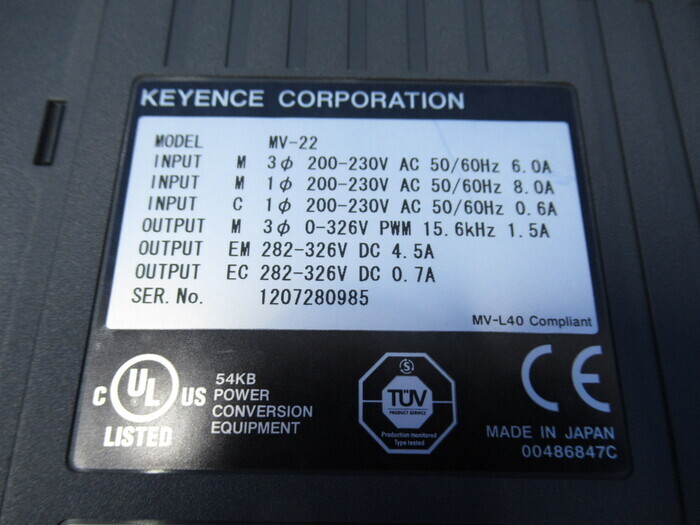 KEYENCE CORPORATION
MODEL MV-22
INPUT M 3φ 200-230V AC 50/60Hz 6.0A
INPUT M 1φ 200-230V AC 50/60Hz 8.0A
INPUT C 1φ 200-230V AC 50/60Hz 0.6A
OUTPUT M 3φ 0-326V PWM 15.6kHz 1.5A
OUTPUT EM 282-326V DC 4.5A
OUTPUT EC 282-326V DC 0.7A
SER. No. 1207280985
MV-L40 Compliant
C UL US
LISTED
54KB
POWER
CONVERSION
EQUIPMENT
S
TÜV
PRODUCT SERVICE
Production monitored
Type tested
CE
MADE IN JAPAN
00486847C